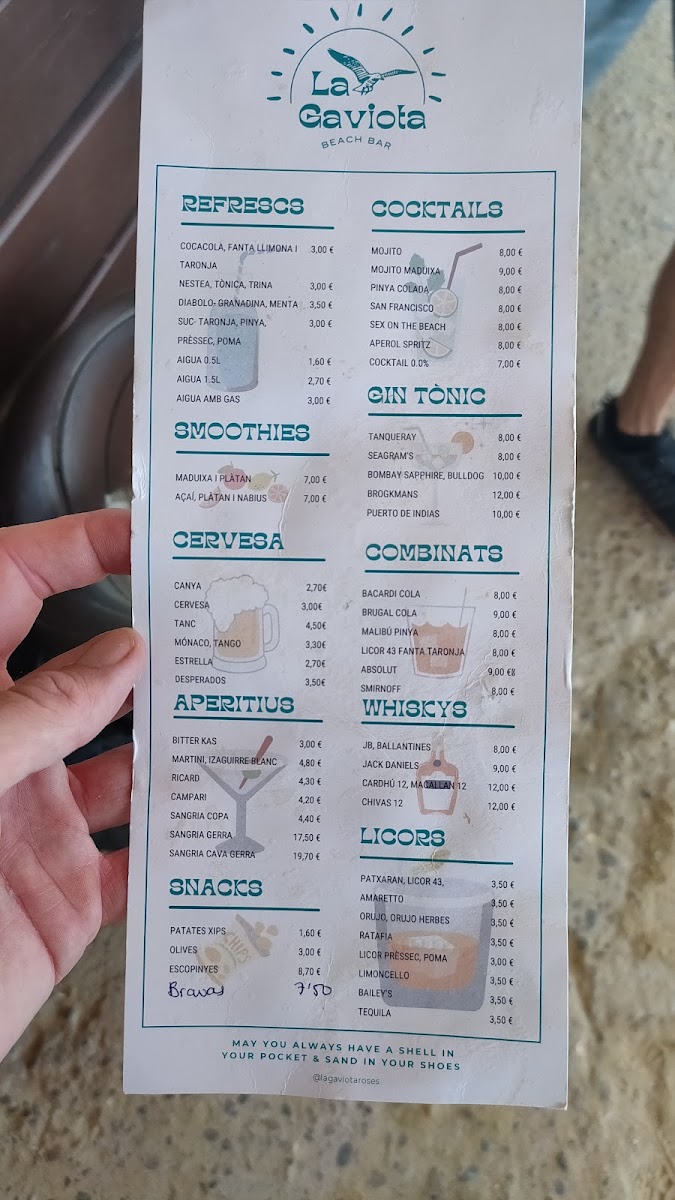 La
Gaviota
BEACH BAR
REFRESCS
COCACOLA, FANTA LLIMONA I 3,00 €
TARONJA
NESTEA, TÒNICA, TRINA 3,00 €
DIABOLO- GRANADINA, MENTA 3,50 €
SUC- TARONJA, PINYA, 3,00 €
PRÈSSEC, POMA
AIGUA 0.5L 1,60 €
AIGUA 1.5L 2,70 €
AIGUA AMB GAS 3,00 €
SMOOTHIES
MADUIXA I PLÀTAN 7,00 €
AÇAÍ, PLÀTAN I NABIUS 7,00 €
CERVESA
CANYA 2,70€
CERVESA 3,00€
TANC 4,50€
MÓNACO, TANGO 3,30€
ESTRELLA 2,70€
DESPERADOS 3,50€
APERITIUS
BITTER KAS 3,00 €
MARTINI, IZAGUIRRE BLANC 4,80 €
RICARD 4,30 €
CAMPARI 4,20 €
SANGRIA COPA 4,40 €
SANGRIA GERRA 17,50 €
SANGRIA CAVA GERRA 19,70 €
SNACKS
PATATES XIPS 1,60 €
OLIVES 3,00 €
ESCOPINYES 8,70 €
Bravas 7'50
CHIPS
COCKTAILS
MOJITO 8,00 €
MOJITO MADUIXA 9,00 €
PINYA COLADA 8,00 €
SAN FRANCISCO 8,00 €
SEX ON THE BEACH 8,00 €
APEROL SPRITZ 8,00 €
COCKTAIL 0.0% 7,00 €
GIN TÒNIC
TANQUERAY 8,00 €
SEAGRAM'S 8,00 €
BOMBAY SAPPHIRE, BULLDOG 10,00 €
BROGKMANS 12,00 €
PUERTO DE INDIAS 10,00 €
COMBINATS
BACARDI COLA 8,00 €
BRUGAL COLA 9,00 €
MALIBÚ PINYA 8,00 €
LICOR 43 FANTA TARONJA 8,00 €
ABSOLUT 9,00 €8
SMIRNOFF 8,00 €
WHISKYS
JB, BALLANTINES 8,00 €
JACK DANIELS 9,00 €
CARDHÚ 12, MACALLAN 12 12,00 €
CHIVAS 12 12,00 €
LICORS
PATXARAN, LICOR 43, 3,50 €
AMARETTO 3,50 €
ORUJO, ORUJO HERBES 3,50 €
RATAFIA 3,50 €
LICOR PRÈSSEC, POMA 3,00 €
LIMONCELLO 3,50 €
BAILEY'S 3,50 €
TEQUILA 3,50 €
MAY YOU ALWAYS HAVE A SHELL IN
YOUR POCKET & SAND IN YOUR SHOES
@lagaviotaroses